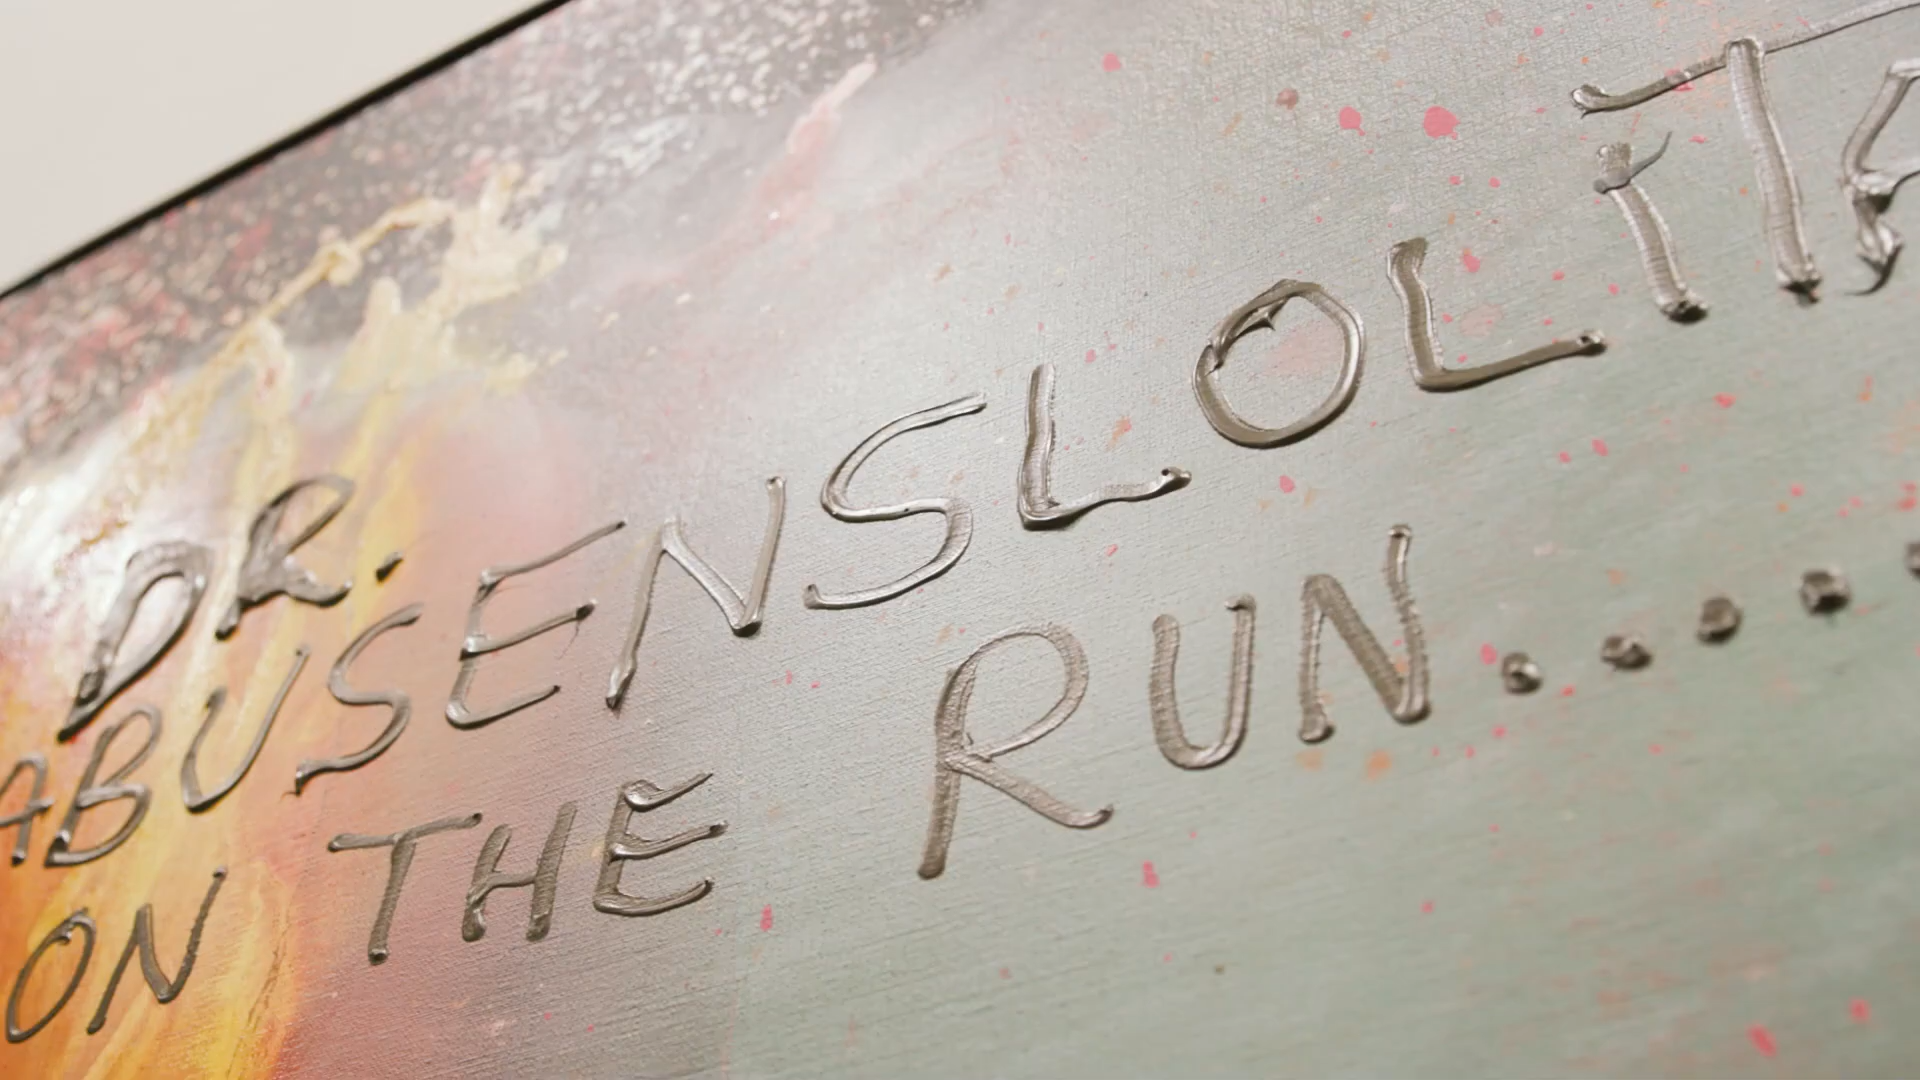 DR.
ABUSENSLOLiTA
ON THE RUN.....